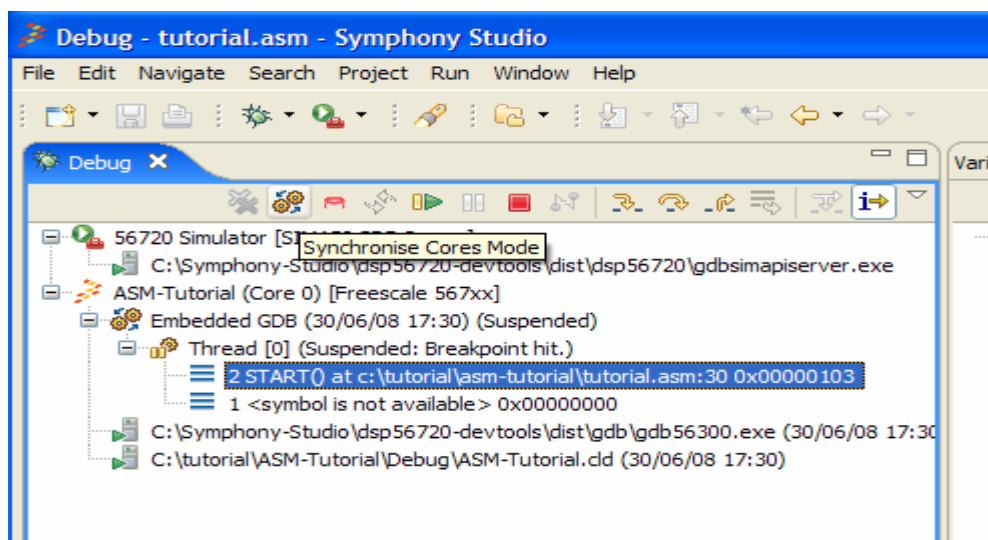 Debug - tutorial.asm - Symphony Studio
File Edit Navigate Search Project Run Window Help
Debug
Vari
56720 Simulator
Synchronise Cores Mode
C:\Symphony-Studio\dsp56720-devtools\dist\dsp56720\gdbsimapiserver.exe
ASM-Tutorial (Core 0) [Freescale 567xx]
Embedded GDB (30/06/08 17:30) (Suspended)
Thread [0] (Suspended: Breakpoint hit.)
2 START() at c:\tutorial\asm-tutorial\tutorial.asm:30 0x00000103
1 <symbol is not available> 0x00000000
C:\Symphony-Studio\dsp56720-devtools\dist\gdb\gdb56300.exe (30/06/08 17:30
C:\tutorial\ASM-Tutorial\Debug\ASM-Tutorial.cld (30/06/08 17:30)